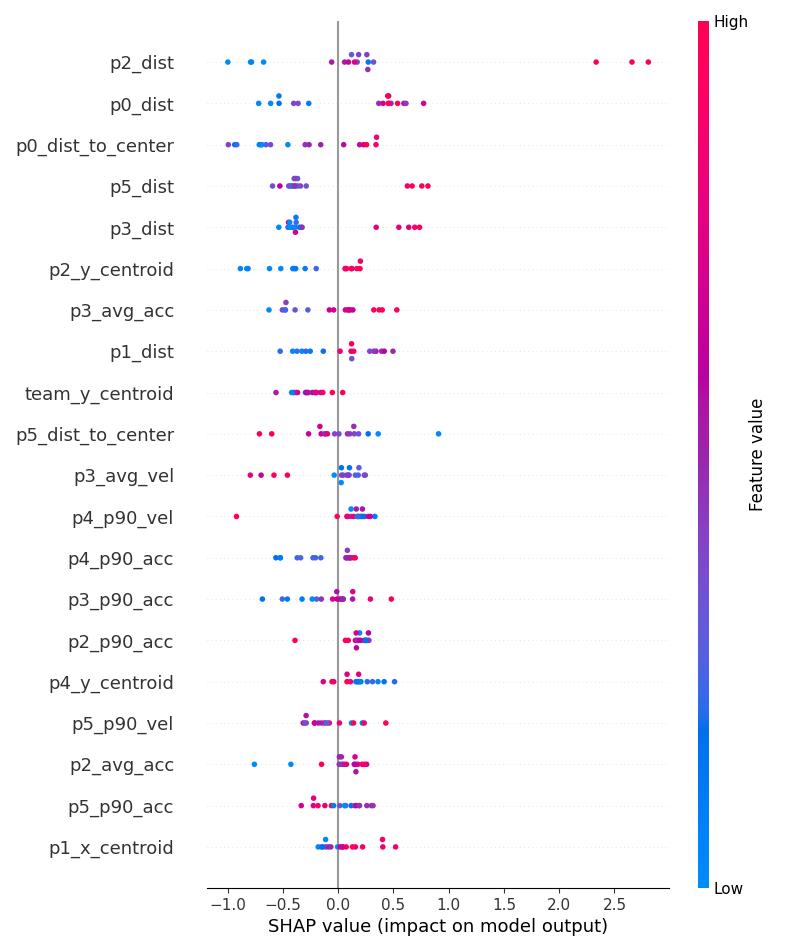 High
p2_dist
p0_dist
p0_dist_to_center
p5_dist
p3_dist
p2_y_centroid
p3_avg_acc
p1_dist
team_y_centroid
p5_dist_to_center
p3_avg_vel
p4_p90_vel
p4_p90_acc
p3_p90_acc
p2_p90_acc
p4_y_centroid
p5_p90_vel
p2_avg_acc
p5_p90_acc
p1_x_centroid
Feature value
Low
−1.0 −0.5 0.0 0.5 1.0 1.5 2.0 2.5
SHAP value (impact on model output)